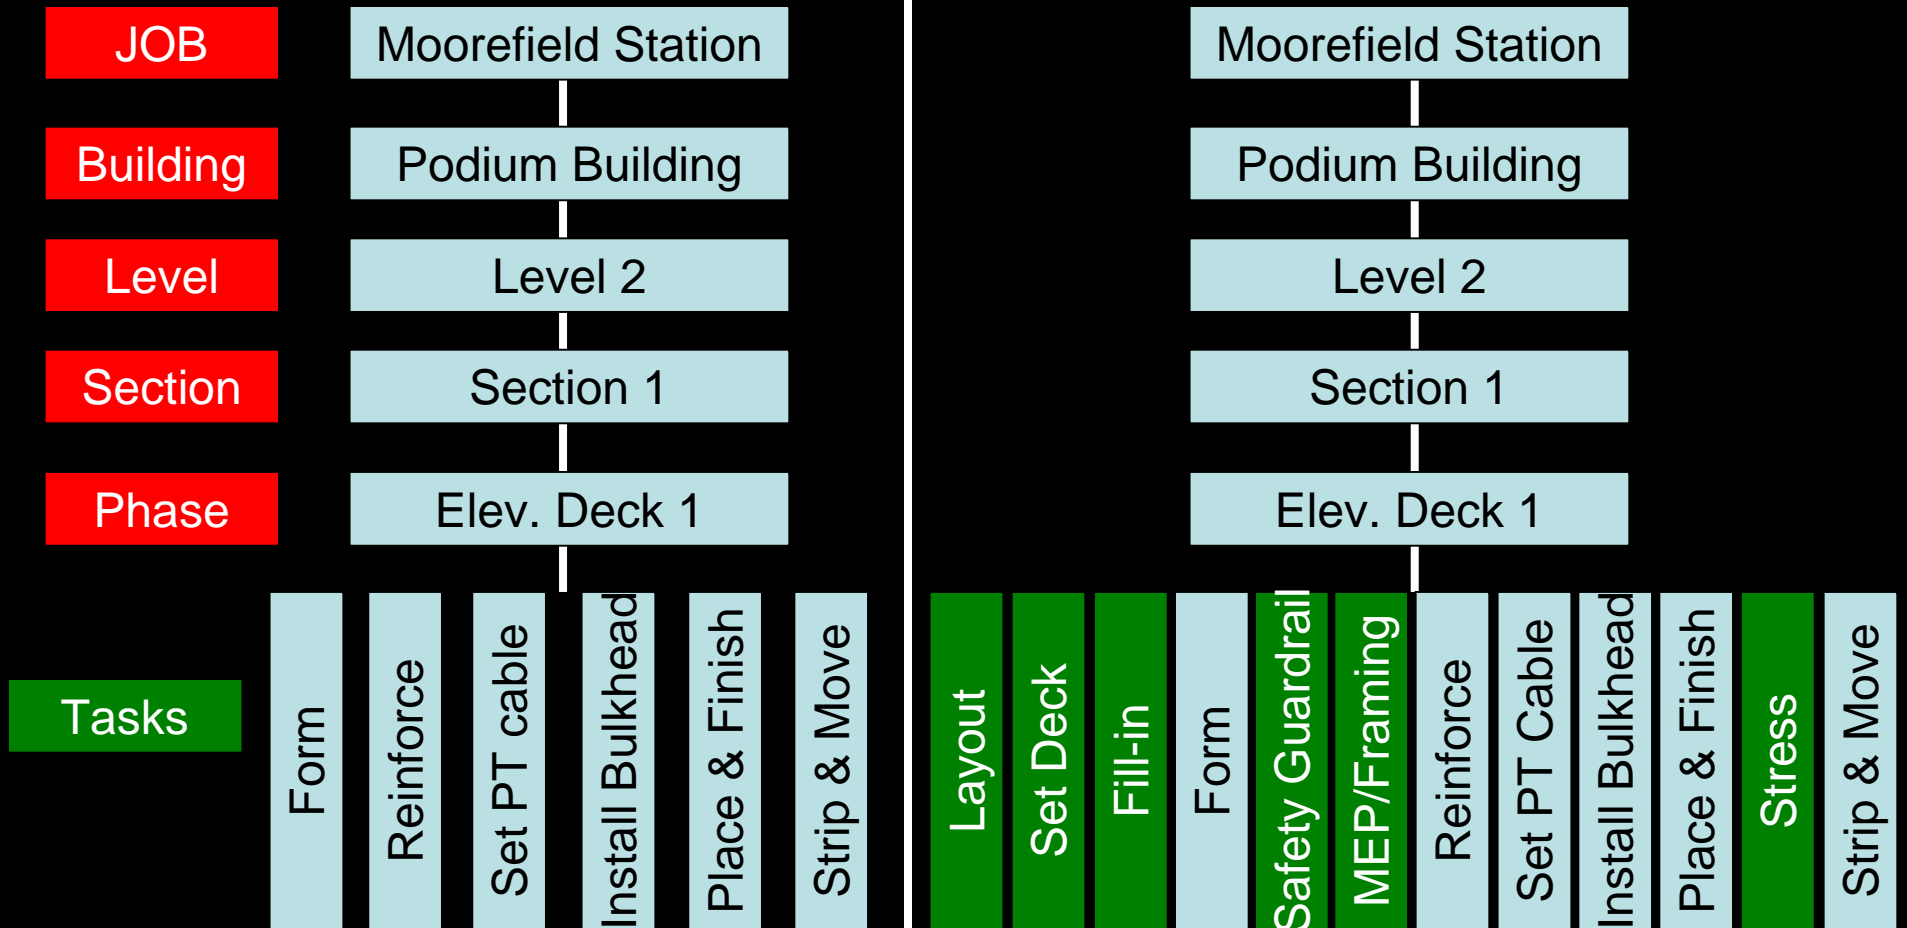 JOB
Moorefield Station
Building
Podium Building
Level
Level 2
Section
Section 1
Phase
Elev. Deck 1
Tasks
Form
Reinforce
Set PT cable
Install Bulkhead
Place & Finish
Strip & Move
Moorefield Station
Podium Building
Level 2
Section 1
Elev. Deck 1
Layout
Set Deck
Fill-in
Form
Safety Guardrail
MEP/Framing
Reinforce
Set PT Cable
Install Bulkhead
Place & Finish
Stress
Strip & Move